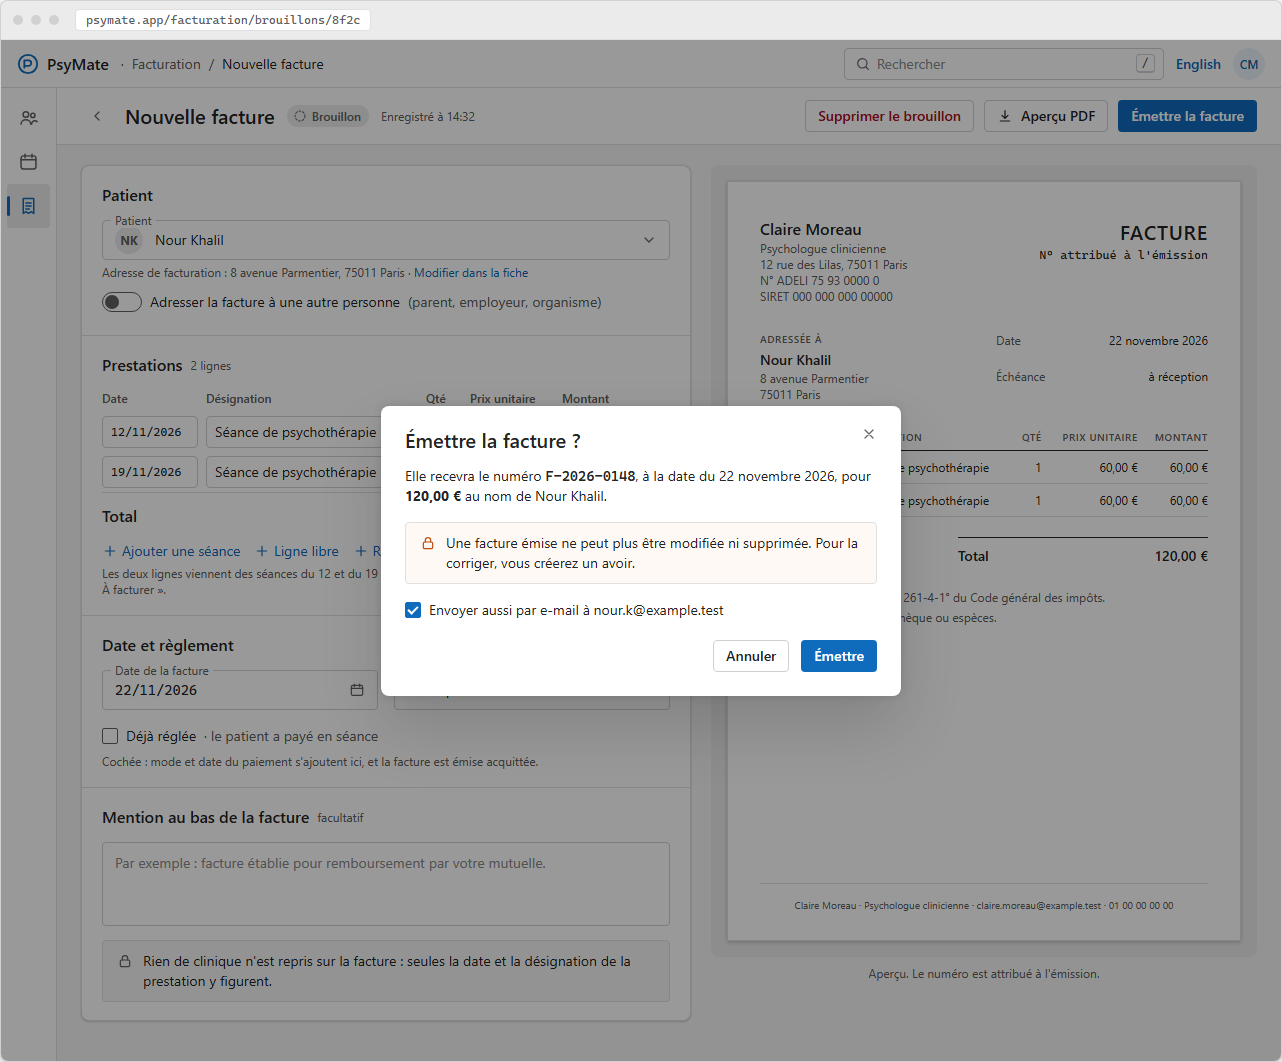 psymate.app/facturation/brouillons/8f2c
PsyMate · Facturation / Nouvelle facture
Rechercher /
English
CM
Nouvelle facture
Brouillon
Enregistré à 14:32
Supprimer le brouillon
Aperçu PDF
Émettre la facture
Patient
Patient
NK Nour Khalil
Adresse de facturation : 8 avenue Parmentier, 75011 Paris · Modifier dans la fiche
Adresser la facture à une autre personne (parent, employeur, organisme)
Prestations 2 lignes
Date Désignation Qté Prix unitaire Montant
12/11/2026 Séance de psychothérapie
19/11/2026 Séance de psychothérapie
Total
+ Ajouter une séance + Ligne libre + R
Les deux lignes viennent des séances du 12 et du 19
À facturer ».
Date et règlement
Date de la facture
22/11/2026
Déjà réglée · le patient a payé en séance
Cochée : mode et date du paiement s'ajoutent ici, et la facture est émise acquittée.
Mention au bas de la facture facultatif
Par exemple : facture établie pour remboursement par votre mutuelle.
Rien de clinique n'est repris sur la facture : seules la date et la désignation de la
prestation y figurent.
Émettre la facture ?
Elle recevra le numéro F-2026-0148, à la date du 22 novembre 2026, pour
120,00 € au nom de Nour Khalil.
Une facture émise ne peut plus être modifiée ni supprimée. Pour la
corriger, vous créerez un avoir.
Envoyer aussi par e-mail à nour.k@example.test
Annuler
Émettre
Claire Moreau
Psychologue clinicienne
12 rue des Lilas, 75011 Paris
N° ADELI 75 93 0000 0
SIRET 000 000 000 00000
FACTURE
N° attribué à l'émission
ADRESSÉE À
Nour Khalil
8 avenue Parmentier
75011 Paris
Date 22 novembre 2026
Échéance à réception
ION QTÉ PRIX UNITAIRE MONTANT
e psychothérapie 1 60,00 € 60,00 €
e psychothérapie 1 60,00 € 60,00 €
Total 120,00 €
261-4-1° du Code général des impôts.
hèque ou espèces.
Claire Moreau · Psychologue clinicienne · claire.moreau@example.test · 01 00 00 00 00
Aperçu. Le numéro est attribué à l'émission.